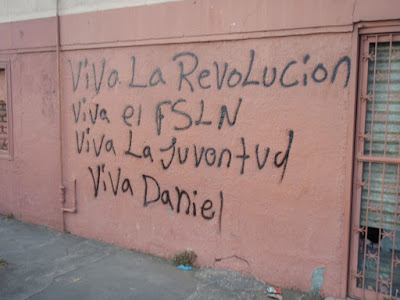 ViVa La RevoLucion
Viva el FSLN
Viva La Juventud
ViVa DanieL